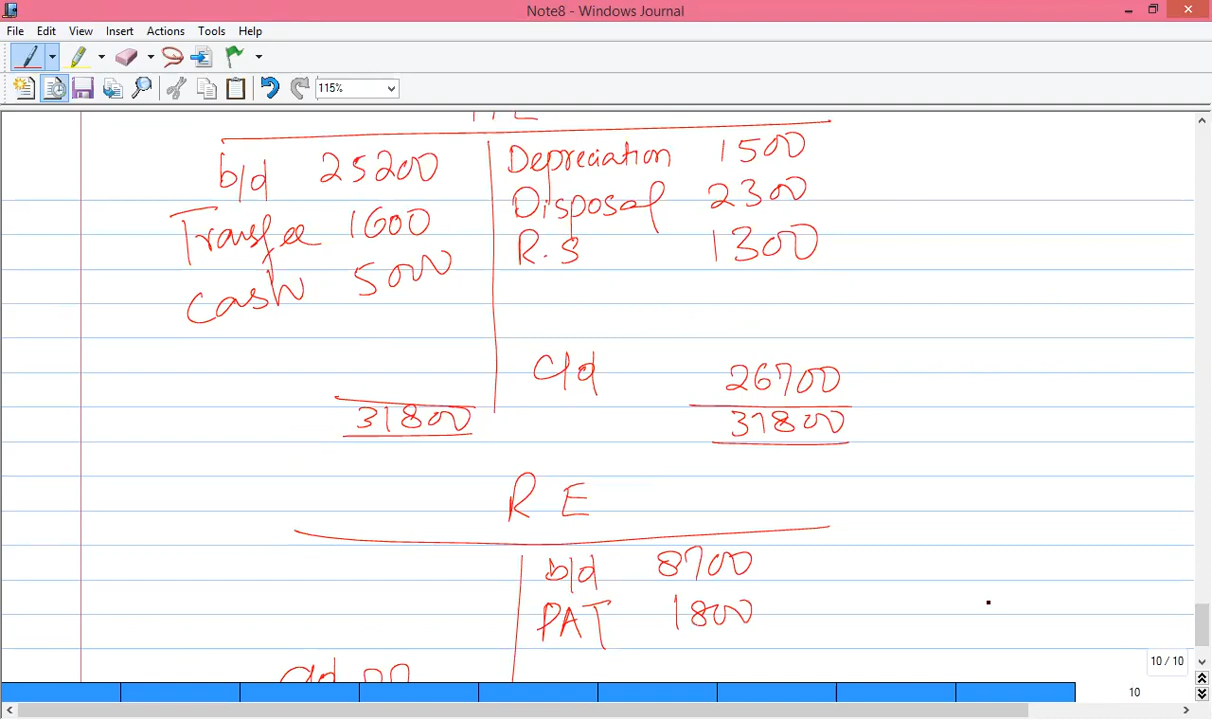 Note8 - Windows Journal
File Edit View Insert Actions Tools Help
115%
b/d 25200 Depreciation 1500
Transfer 1600 Disposal 2300
Cash 5000 R.S 1300
c/d 26700
31800 31800
R E
b/d 8700
PAT 1800
10 / 10
10